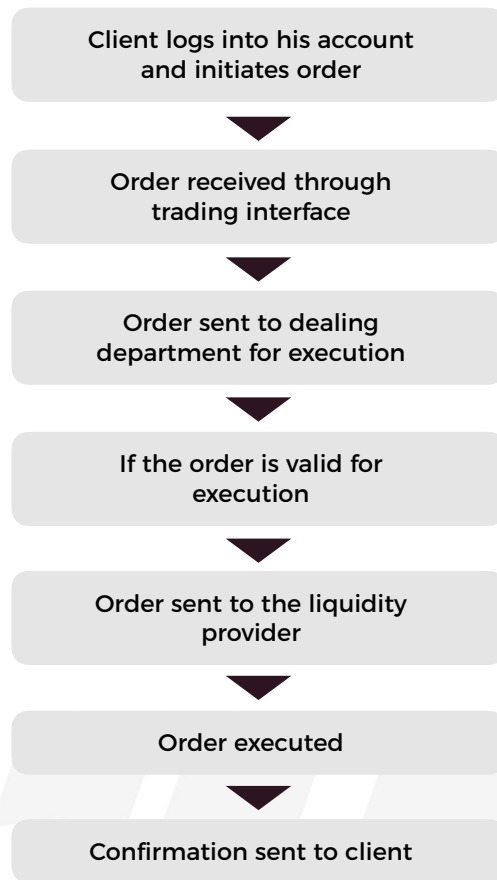 Client logs into his account
and initiates order
Order received through
trading interface
Order sent to dealing
department for execution
If the order is valid for
execution
Order sent to the liquidity
provider
Order executed
Confirmation sent to client